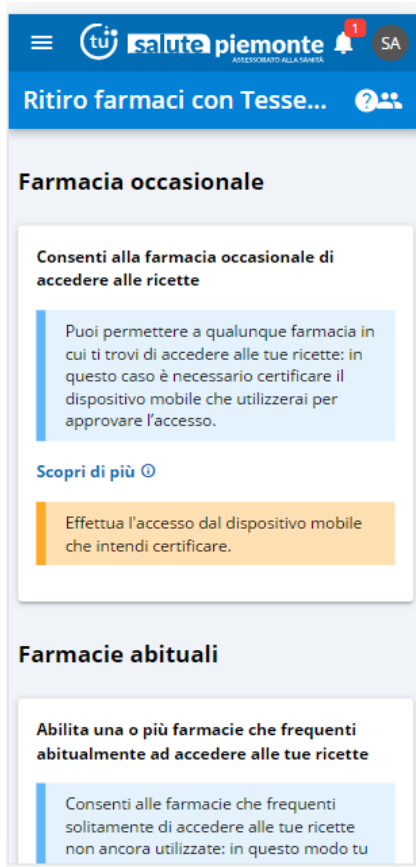 tu salute piemonte 1 SA
ASSESSORATO ALLA SANITÀ
Ritiro farmaci con Tesse... ?
Farmacia occasionale
Consenti alla farmacia occasionale di
accedere alle ricette
Puoi permettere a qualunque farmacia in
cui ti trovi di accedere alle tue ricette: in
questo caso è necessario certificare il
dispositivo mobile che utilizzerai per
approvare l'accesso.
Scopri di più
Effettua l'accesso dal dispositivo mobile
che intendi certificare.
Farmacie abituali
Abilita una o più farmacie che frequenti
abitualmente ad accedere alle tue ricette
Consenti alle farmacie che frequenti
solitamente di accedere alle tue ricette
non ancora utilizzate: in questo modo tu